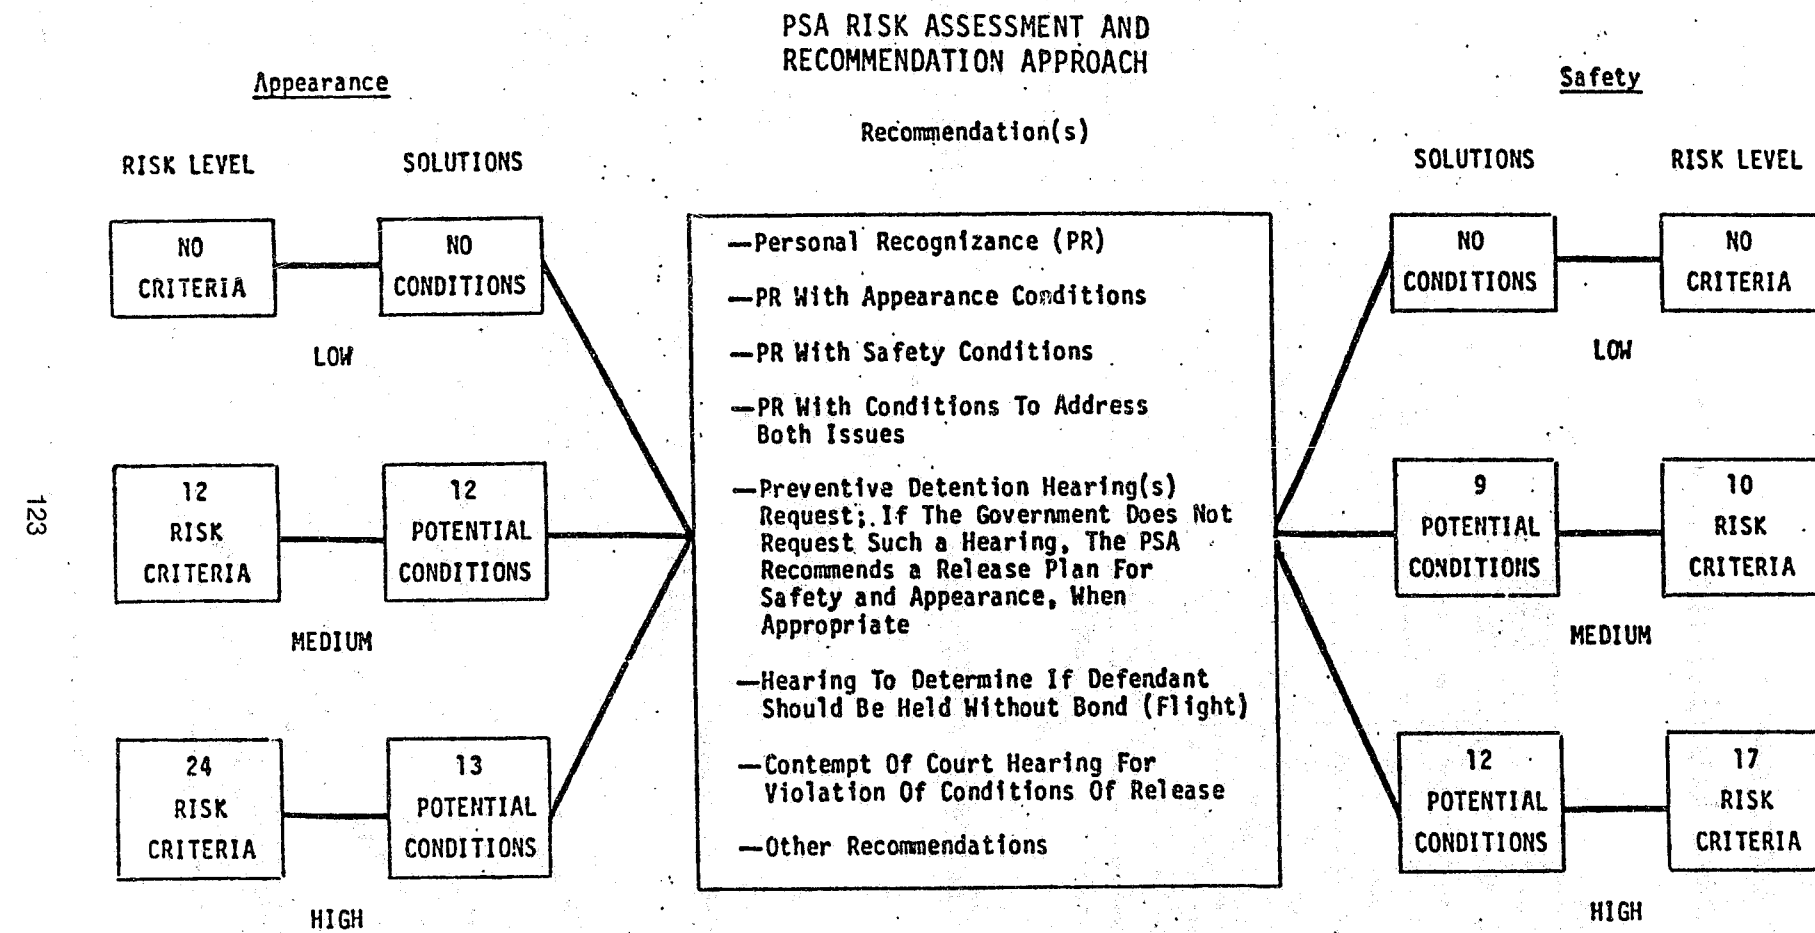 PSA RISK ASSESSMENT AND
RECOMMENDATION APPROACH
Appearance
Safety
Recommendation(s)
RISK LEVEL
SOLUTIONS
SOLUTIONS
RISK LEVEL
NO
CRITERIA
NO
CONDITIONS
LOW
12
RISK
CRITERIA
12
POTENTIAL
CONDITIONS
MEDIUM
24
RISK
CRITERIA
13
POTENTIAL
CONDITIONS
HIGH
—Personal Recognizance (PR)
—PR With Appearance Conditions
—PR With Safety Conditions
—PR With Conditions To Address
Both Issues
—Preventive Detention Hearing(s)
Request; If The Government Does Not
Request Such a Hearing, The PSA
Recommends a Release Plan For
Safety and Appearance, When
Appropriate
—Hearing To Determine If Defendant
Should Be Held Without Bond (Flight)
—Contempt Of Court Hearing For
Violation Of Conditions Of Release
—Other Recommendations
NO
CONDITIONS
NO
CRITERIA
LOW
9
POTENTIAL
CONDITIONS
10
RISK
CRITERIA
MEDIUM
12
POTENTIAL
CONDITIONS
17
RISK
CRITERIA
HIGH
123